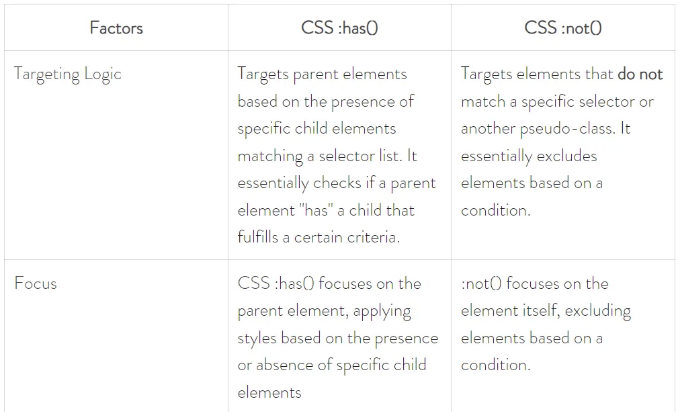 Factors
CSS :has()
CSS :not()
Targeting Logic
Targets parent elements
based on the presence of
specific child elements
matching a selector list. It
essentially checks if a parent
element "has" a child that
fulfills a certain criteria.
Targets elements that do not
match a specific selector or
another pseudo-class. It
essentially excludes
elements based on a
condition.
Focus
CSS :has() focuses on the
parent element, applying
styles based on the presence
or absence of specific child
elements
:not() focuses on the
element itself, excluding
elements based on a
condition.